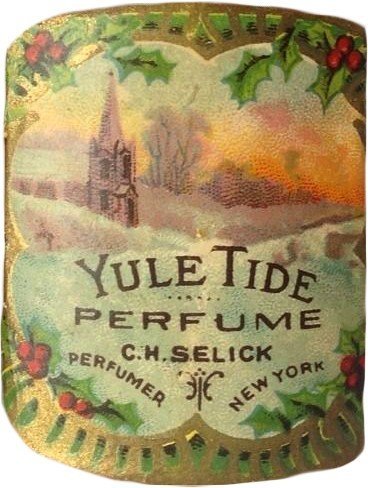 YULE TIDE
PERFUME
C.H. SELICK
PERFUMER NEW YORK